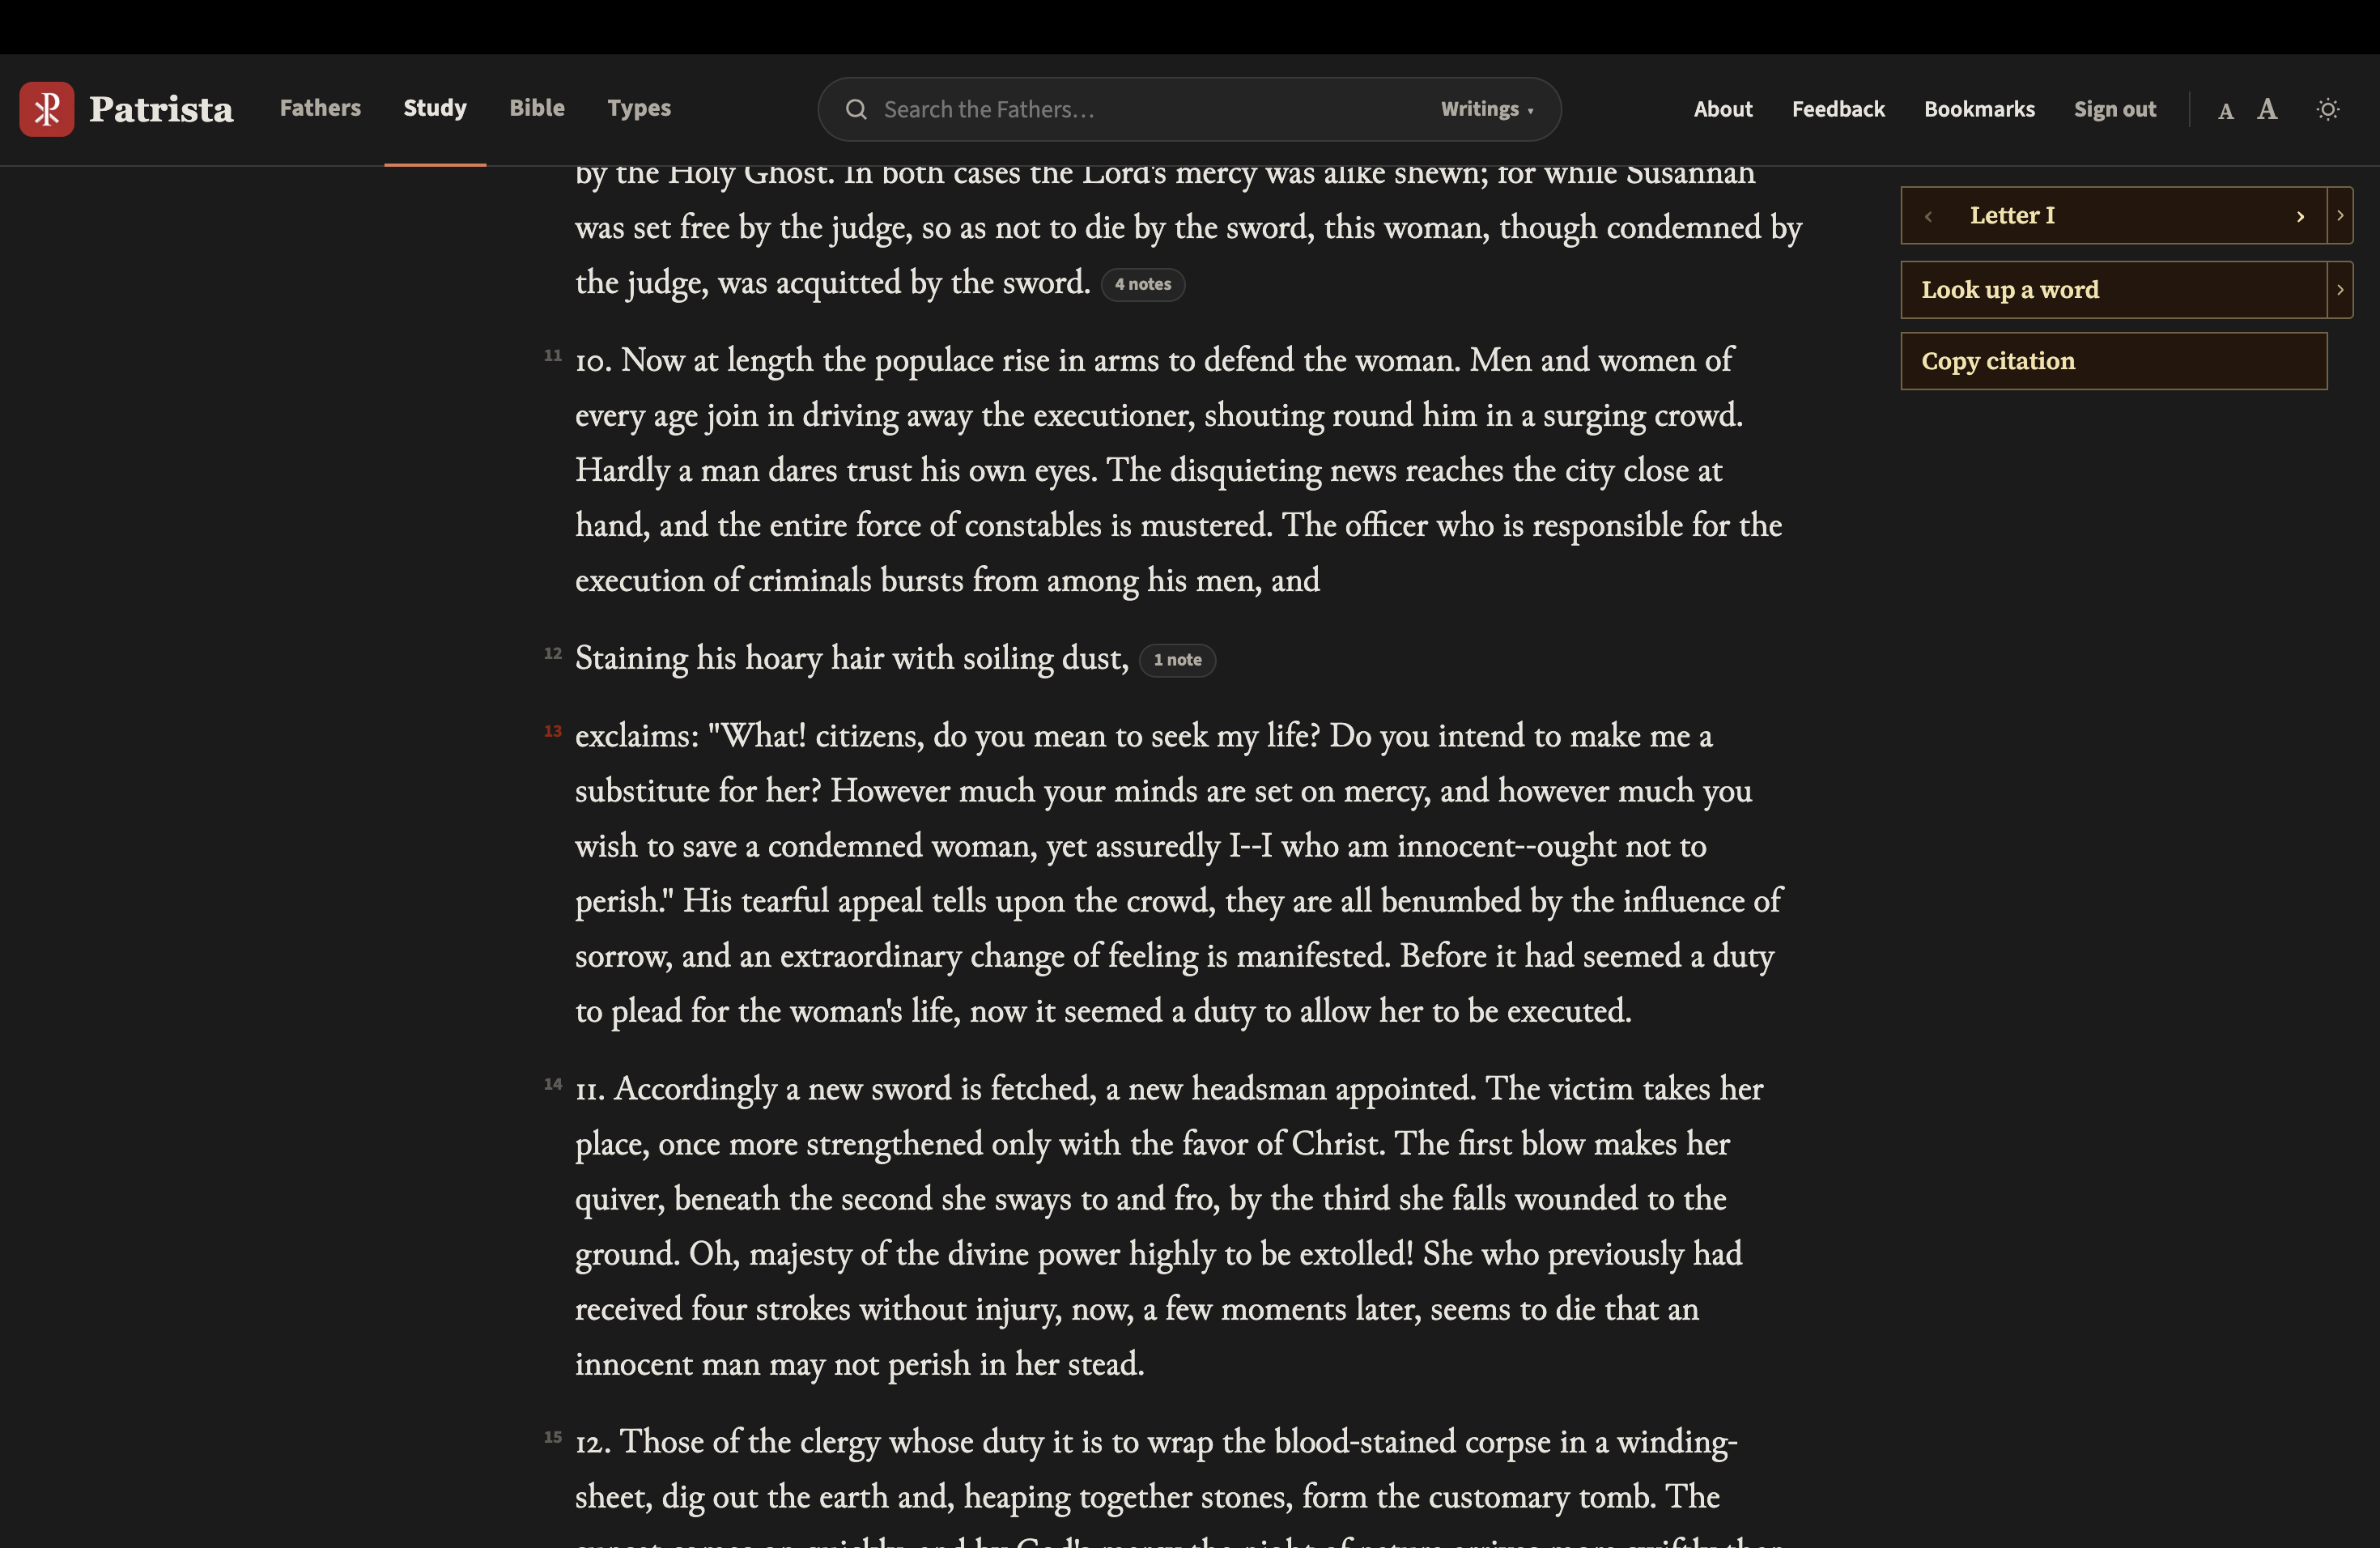 Patrista
Fathers
Study
Bible
Types
Search the Fathers…
Writings ▾
About
Feedback
Bookmarks
Sign out
A
A
by the Holy Ghost. In both cases the Lord's mercy was alike shewn; for while Susannah
was set free by the judge, so as not to die by the sword, this woman, though condemned by
the judge, was acquitted by the sword. 4 notes
11 10. Now at length the populace rise in arms to defend the woman. Men and women of
every age join in driving away the executioner, shouting round him in a surging crowd.
Hardly a man dares trust his own eyes. The disquieting news reaches the city close at
hand, and the entire force of constables is mustered. The officer who is responsible for the
execution of criminals bursts from among his men, and
12 Staining his hoary hair with soiling dust, 1 note
13 exclaims: "What! citizens, do you mean to seek my life? Do you intend to make me a
substitute for her? However much your minds are set on mercy, and however much you
wish to save a condemned woman, yet assuredly I--I who am innocent--ought not to
perish." His tearful appeal tells upon the crowd, they are all benumbed by the influence of
sorrow, and an extraordinary change of feeling is manifested. Before it had seemed a duty
to plead for the woman's life, now it seemed a duty to allow her to be executed.
14 11. Accordingly a new sword is fetched, a new headsman appointed. The victim takes her
place, once more strengthened only with the favor of Christ. The first blow makes her
quiver, beneath the second she sways to and fro, by the third she falls wounded to the
ground. Oh, majesty of the divine power highly to be extolled! She who previously had
received four strokes without injury, now, a few moments later, seems to die that an
innocent man may not perish in her stead.
15 12. Those of the clergy whose duty it is to wrap the blood-stained corpse in a winding-
sheet, dig out the earth and, heaping together stones, form the customary tomb. The
Letter I
Look up a word
Copy citation